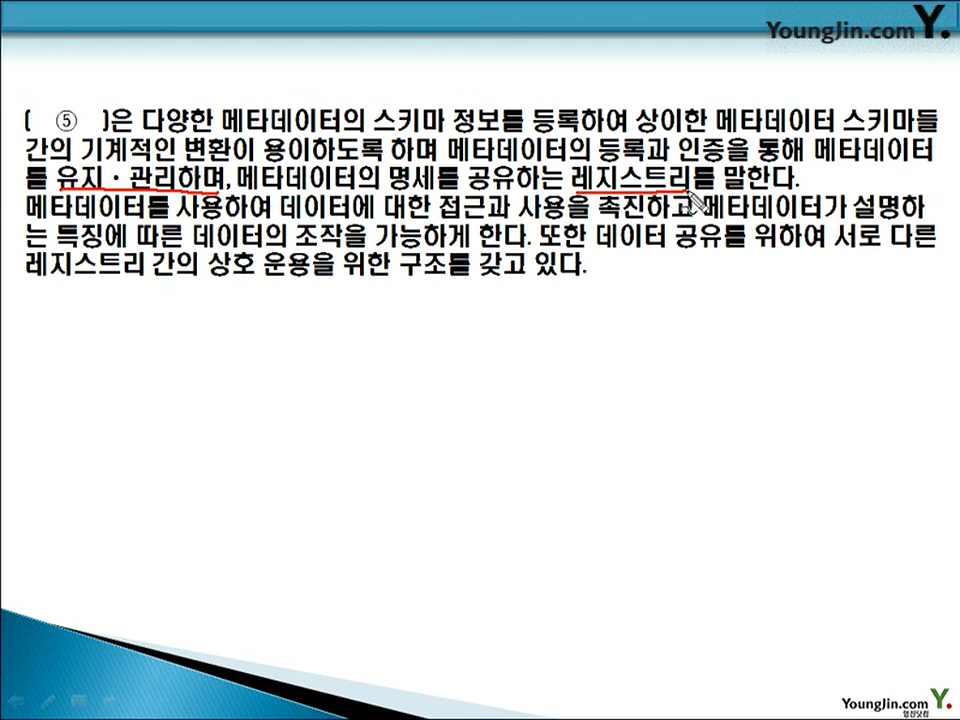 YoungJin.com Y.
( ⑤ )은 다양한 메타데이터의 스키마 정보를 등록하여 상이한 메타데이터 스키마들
간의 기계적인 변환이 용이하도록 하며 메타데이터의 등록과 인증을 통해 메타데이터
를 유지·관리하며, 메타데이터의 명세를 공유하는 레지스트리를 말한다.
메타데이터를 사용하여 데이터에 대한 접근과 사용을 촉진하고 메타데이터가 설명하
는 특징에 따른 데이터의 조작을 가능하게 한다. 또한 데이터 공유를 위하여 서로 다른
레지스트리 간의 상호 운용을 위한 구조를 갖고 있다.
YoungJin.com Y.
영진닷컴